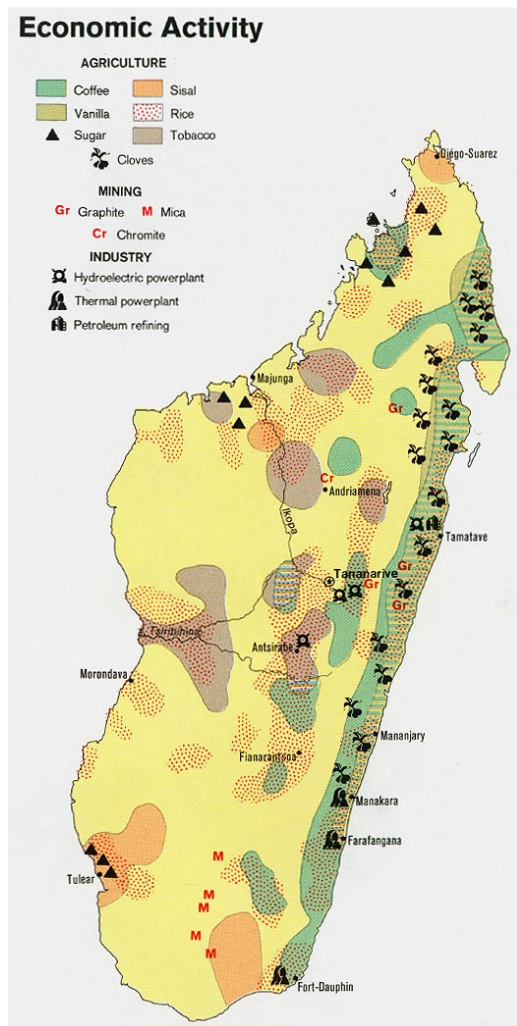 Economic Activity
AGRICULTURE
Coffee
Sisal
Vanilla
Rice
Sugar
Tobacco
Cloves
MINING
Gr Graphite
M Mica
Cr Chromite
INDUSTRY
Hydroelectric powerplant
Thermal powerplant
Petroleum refining
Diégo-Suarez
Majunga
Gr
Cr
Andriamena
Ikopa
Tamatave
Gr
Tananarive
Gr
Gr
Tsiribihina
Antsirabe
Morondava
Mananjary
Fianarantsoa
Manakara
Farafangana
M
Tulear
M
M
M
M
Fort-Dauphin